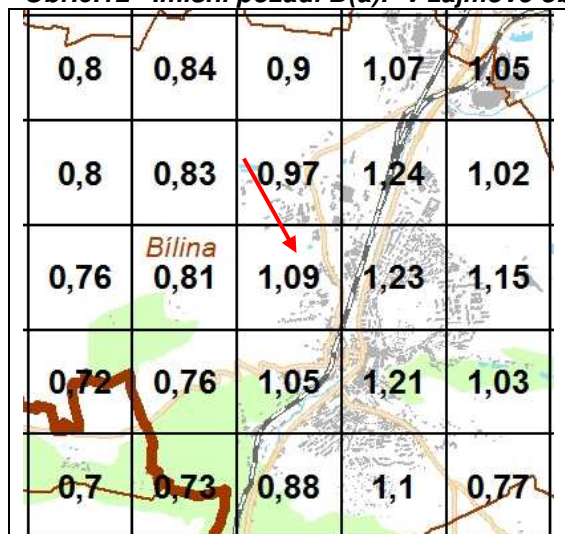 0,8 0,84 0,9 1,07 1,05
0,8 0,83 0,97 1,24 1,02
Bílina
0,76 0,81 1,09 1,23 1,15
0,72 0,76 1,05 1,21 1,03
0,7 0,73 0,88 1,1 0,77